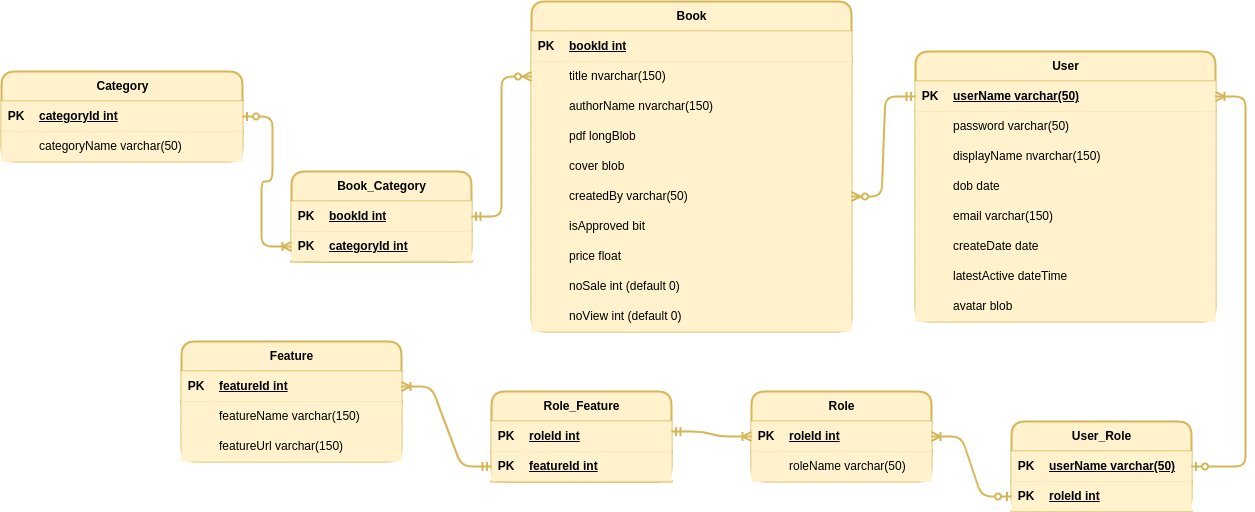 Category
PK categoryId int
categoryName varchar(50)
Book_Category
PK bookId int
PK categoryId int
Book
PK bookId int
title nvarchar(150)
authorName nvarchar(150)
pdf longBlob
cover blob
createdBy varchar(50)
isApproved bit
price float
noSale int (default 0)
noView int (default 0)
User
PK userName varchar(50)
password varchar(50)
displayName nvarchar(150)
dob date
email varchar(150)
createDate date
latestActive dateTime
avatar blob
Feature
PK featureId int
featureName varchar(150)
featureUrl varchar(150)
Role_Feature
PK roleId int
PK featureId int
Role
PK roleId int
roleName varchar(50)
User_Role
PK userName varchar(50)
PK roleId int